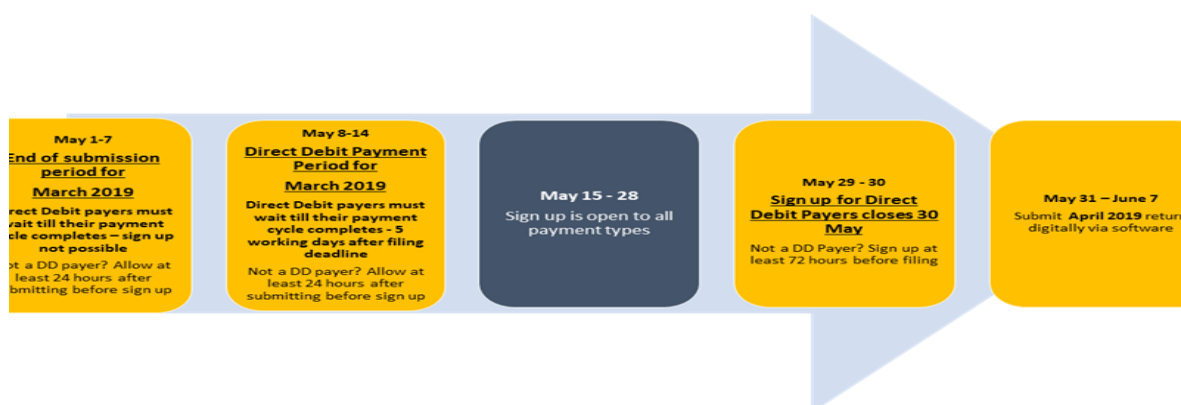 May 1-7
End of submission
period for
March 2019
Direct Debit payers must
wait till their payment
cycle completes – sign up
not possible
Not a DD payer? Allow at
least 24 hours after
submitting before sign up
May 8-14
Direct Debit Payment
Period for
March 2019
Direct Debit payers must
wait till their payment
cycle completes - 5
working days after filing
deadline
Not a DD payer? Allow at
least 24 hours after
submitting before sign up
May 15 - 28
Sign up is open to all
payment types
May 29 - 30
Sign up for Direct
Debit Payers closes 30
May
Not a DD Payer? Sign up at
least 72 hours before filing
May 31 – June 7
Submit April 2019 return
digitally via software